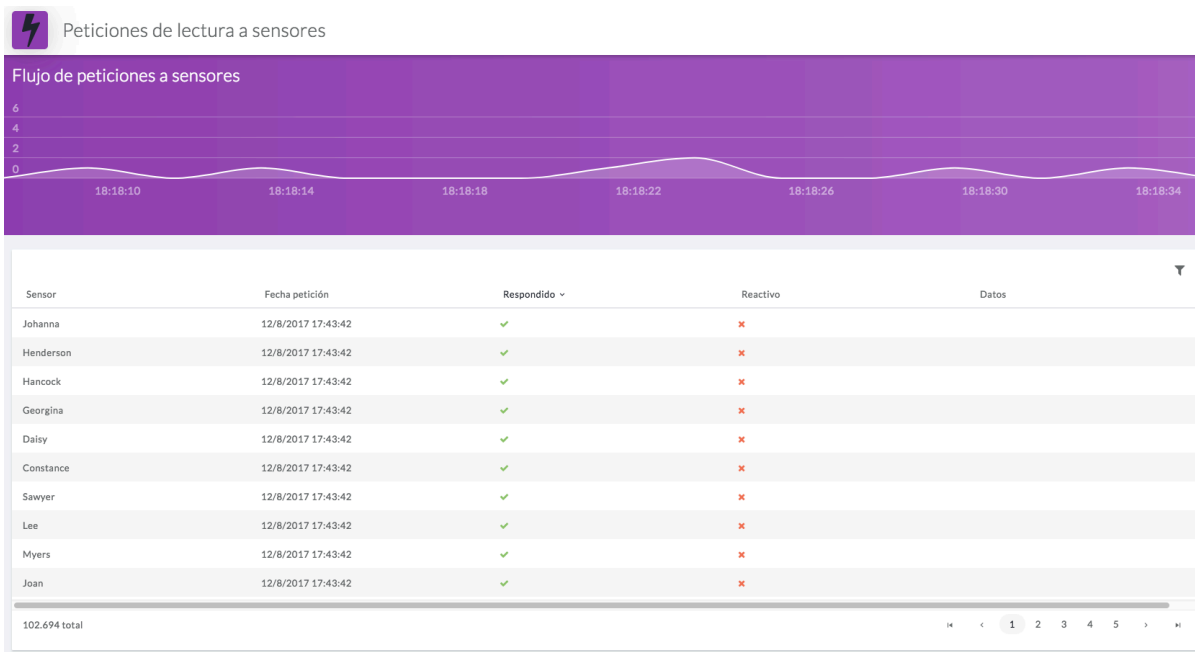 Peticiones de lectura a sensores
Flujo de peticiones a sensores
6
4
2
0
18:18:10 18:18:14 18:18:18 18:18:22 18:18:26 18:18:30 18:18:34
Sensor Fecha petición Respondido Reactivo Datos
Johanna 12/8/2017 17:43:42
Henderson 12/8/2017 17:43:42
Hancock 12/8/2017 17:43:42
Georgina 12/8/2017 17:43:42
Daisy 12/8/2017 17:43:42
Constance 12/8/2017 17:43:42
Sawyer 12/8/2017 17:43:42
Lee 12/8/2017 17:43:42
Myers 12/8/2017 17:43:42
Joan 12/8/2017 17:43:42
102.694 total 1 2 3 4 5